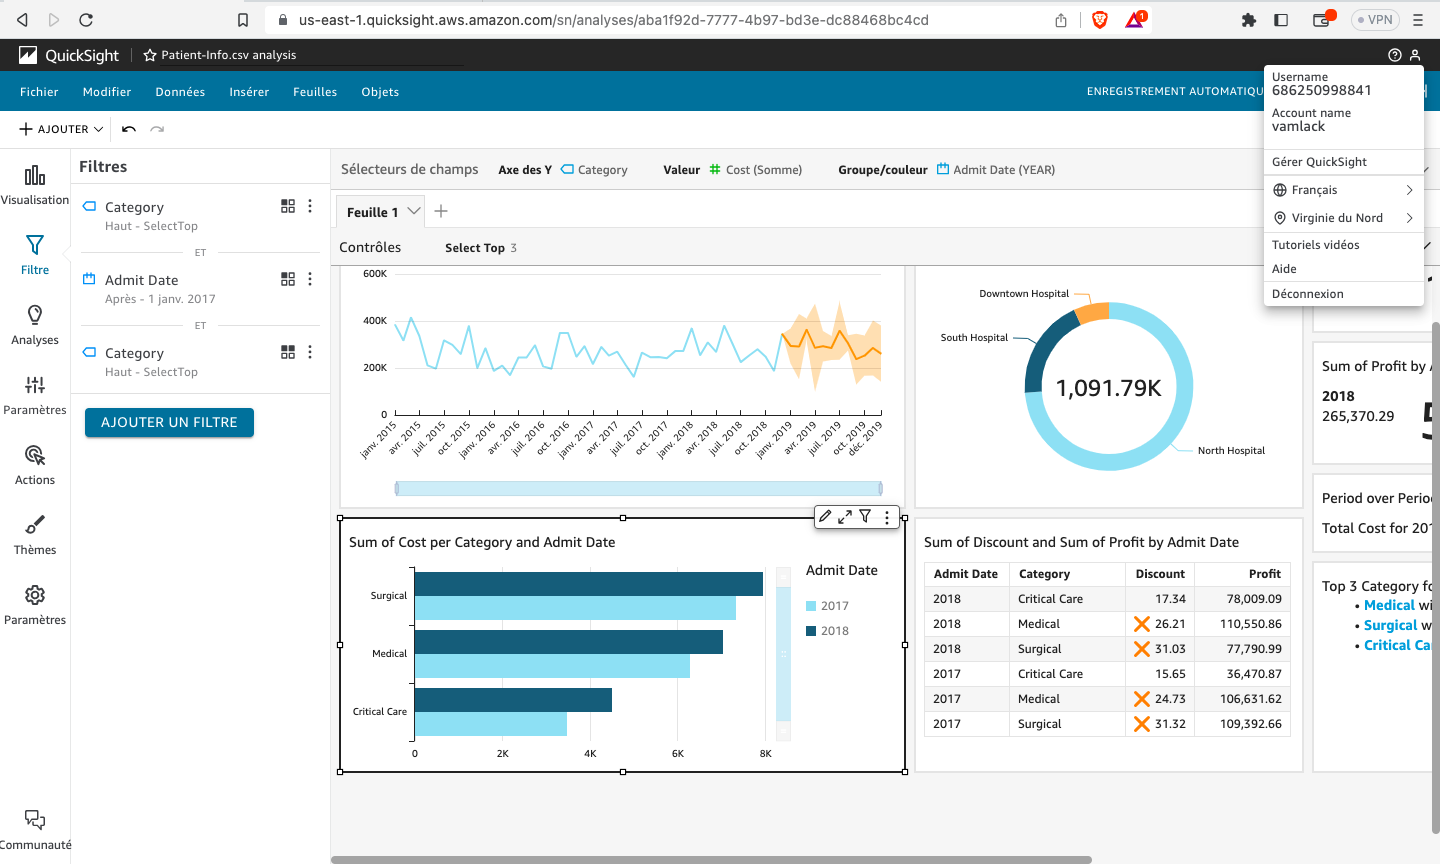 us-east-1.quicksight.aws.amazon.com/sn/analyses/aba1f92d-7777-4b97-bd3e-dc88468bc4cd
1
VPN
QuickSight
Patient-Info.csv analysis
Fichier
Modifier
Données
Insérer
Feuilles
Objets
ENREGISTREMENT AUTOMATIQU
Username
686250998841
Account name
vamlack
Gérer QuickSight
Français
Virginie du Nord
Tutoriels vidéos
Aide
Déconnexion
AJOUTER
Visualisation
Filtre
Analyses
Paramètres
Actions
Thèmes
Paramètres
Communauté
Filtres
Category
Haut - SelectTop
ET
Admit Date
Après - 1 janv. 2017
ET
Category
Haut - SelectTop
AJOUTER UN FILTRE
Sélecteurs de champs
Axe des Y
Category
Valeur
Cost (Somme)
Groupe/couleur
Admit Date (YEAR)
Feuille 1
Contrôles
Select Top 3
600K
400K
200K
0
janv. 2015
avr. 2015
juil. 2015
oct. 2015
janv. 2016
avr. 2016
juil. 2016
oct. 2016
janv. 2017
avr. 2017
juil. 2017
oct. 2017
janv. 2018
avr. 2018
juil. 2018
oct. 2018
janv. 2019
avr. 2019
juil. 2019
oct. 2019
déc. 2019
Downtown Hospital
South Hospital
1,091.79K
North Hospital
Sum of Profit by
2018
265,370.29
Period over Perio
Total Cost for 201
Top 3 Category fo
• Medical wi
• Surgical w
• Critical Ca
Sum of Cost per Category and Admit Date
Surgical
Medical
Critical Care
0
2K
4K
6K
8K
Admit Date
2017
2018
Sum of Discount and Sum of Profit by Admit Date
Admit Date Category Discount Profit
2018 Critical Care 17.34 78,009.09
2018 Medical 26.21 110,550.86
2018 Surgical 31.03 77,790.99
2017 Critical Care 15.65 36,470.87
2017 Medical 24.73 106,631.62
2017 Surgical 31.32 109,392.66